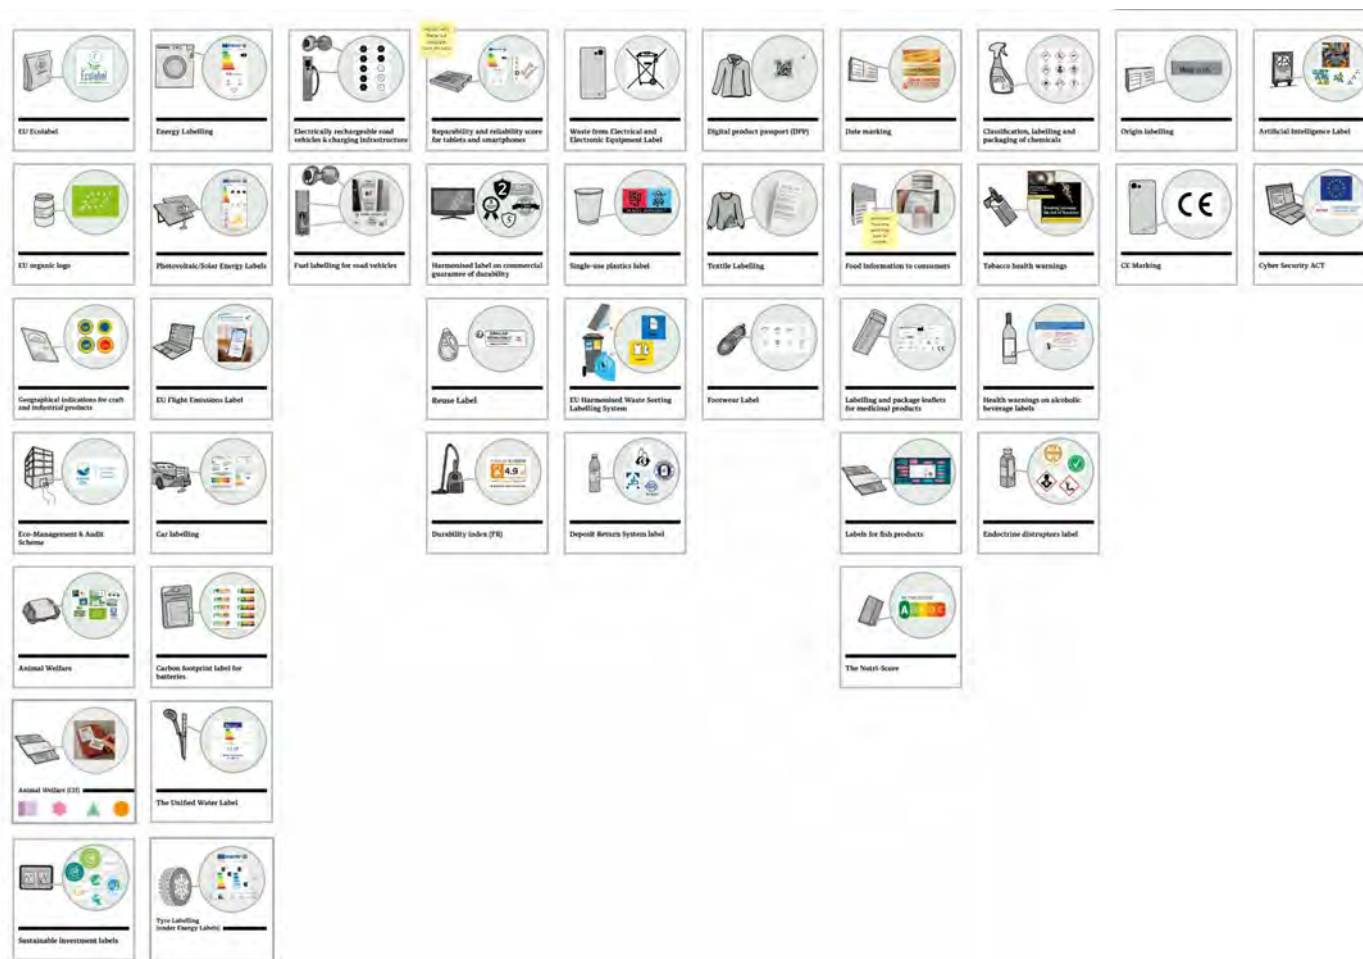 EU Ecolabel
Energy Labelling
Electrically rechargeable road
vehicles & charging infrastructure
Reparability and reliability score
for tablets and smartphones
Waste from Electrical and
Electronic Equipment Label
Digital product passport (DPP)
Date marking
Classification, labelling and
packaging of chemicals
Origin labelling
Artificial Intelligence Label
EU organic logo
Photovoltaic/Solar Energy Labels
Fuel labelling for road vehicles
2
Harmonised label on commercial
guarantee of durability
Single-use plastics label
Textile Labelling
Food information to consumers
Tobacco health warnings
CE
CE Marking
Cyber Security ACT
Geographical indications for craft
and industrial products
EU Flight Emissions Label
Reuse Label
EU Harmonised Waste Sorting
Labelling System
Footwear Label
CE
Labelling and package leaflets
for medicinal products
Health warnings on alcoholic
beverage labels
Eco-Management & Audit
Scheme
Car labelling
4.9
Durability index (FR)
Deposit Return System label
Labels for fish products
Endocrine distruptors label
Animal Welfare
Carbon footprint label for
batteries
NUTRI-SCORE
A
The Nutri-Score
Animal Welfare (CH)
The Unified Water Label
Sustainable investment labels
Tyre Labelling
(under Energy Labels)